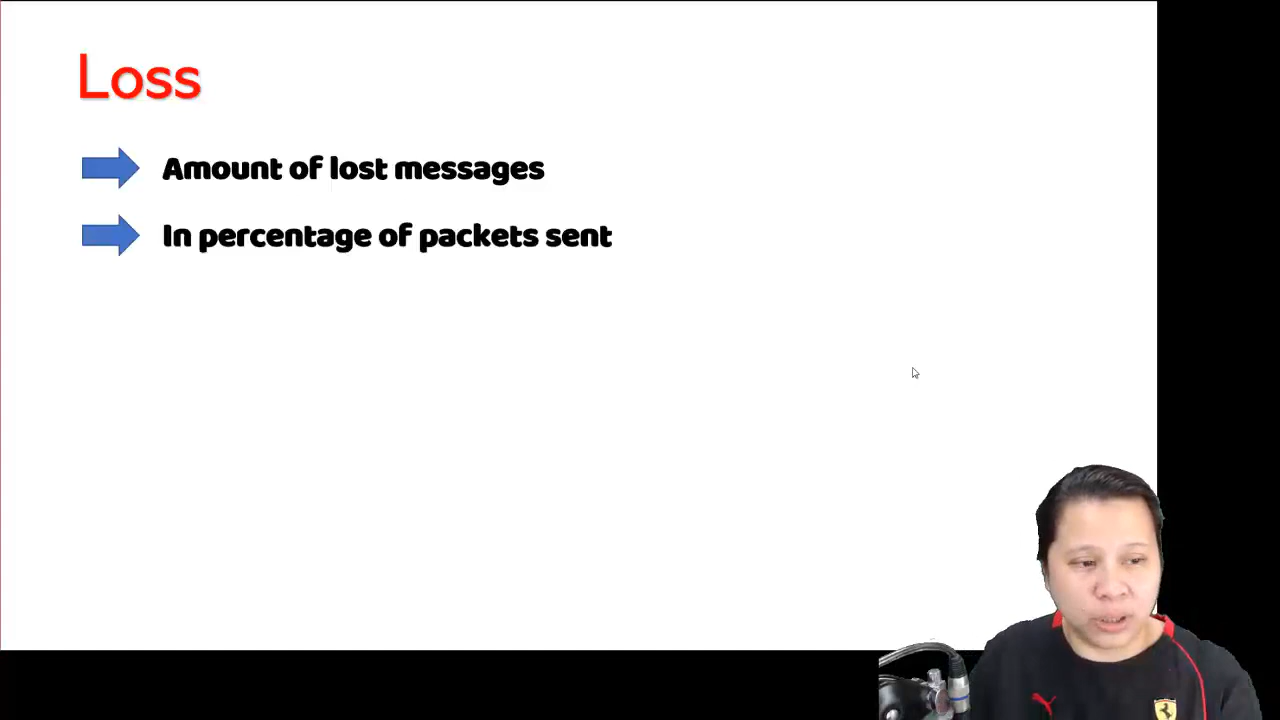 Loss
Amount of lost messages
In percentage of packets sent